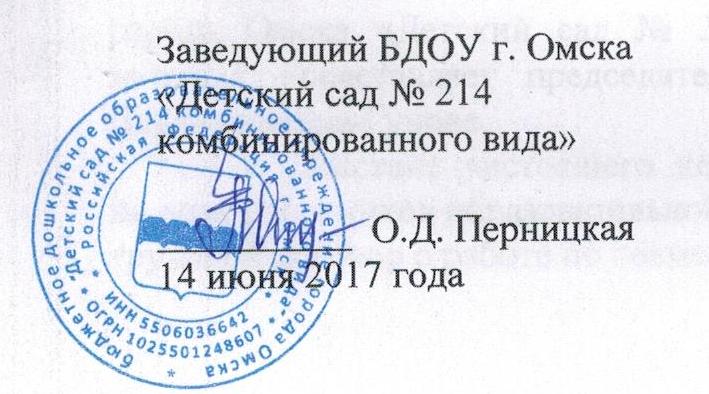 Заведующий БДОУ г. Омска
«Детский сад № 214
комбинированного вида»
О.Д. Перницкая
14 июня 2017 года
бюджетное дошкольное образовательное учреждение города Омска *
"Детский сад № 214 комбинированного вида"
Российская Федерация
* ИНН 5506036642 *
* ОГРН 1025501248607 *